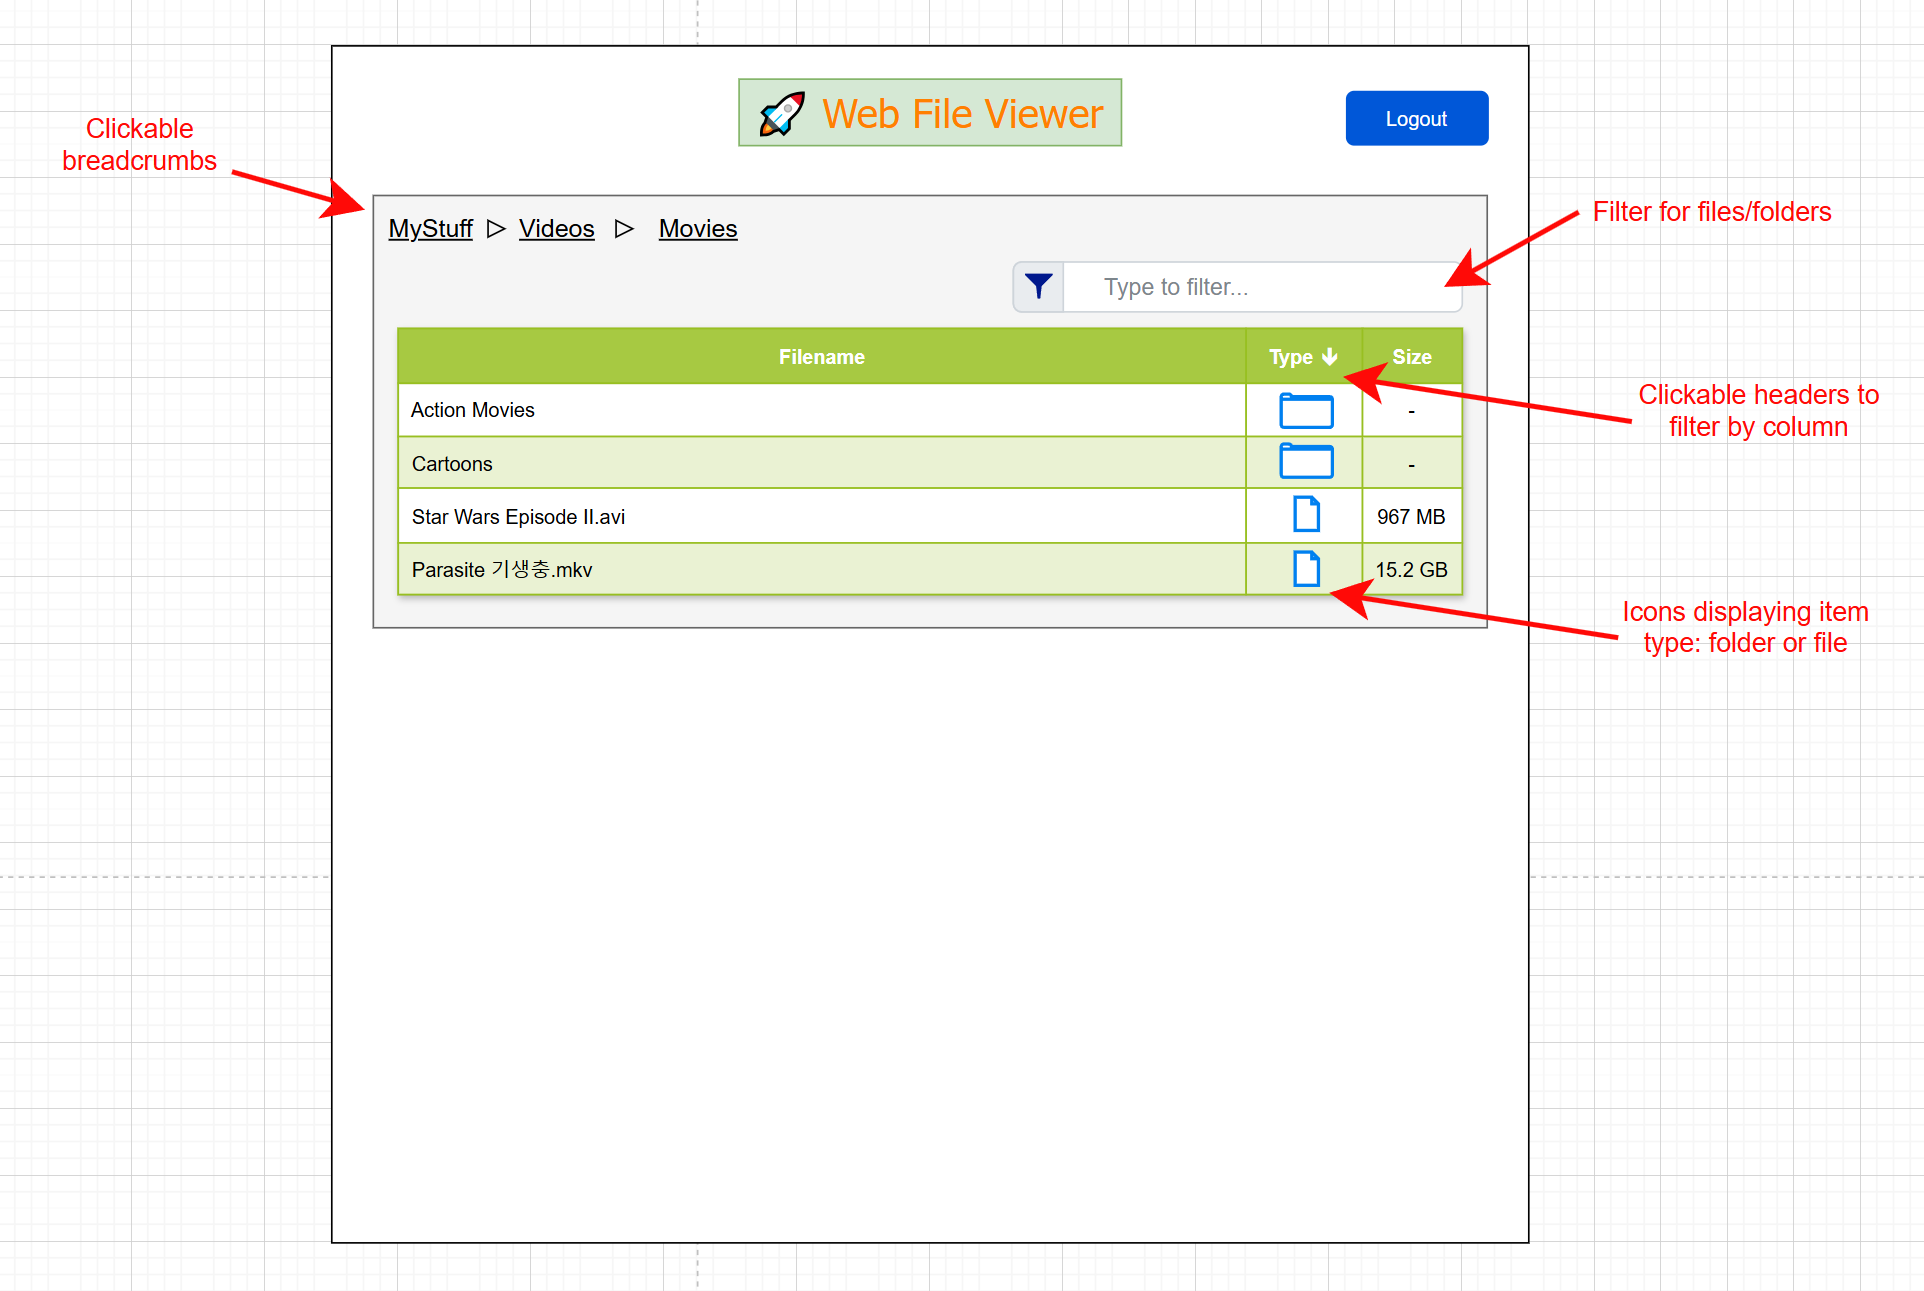 Web File Viewer
Logout
Clickable
breadcrumbs
MyStuff Videos Movies
Filter for files/folders
Type to filter...
Filename Type Size
Action Movies -
Clickable headers to
filter by column
Cartoons -
Star Wars Episode II.avi 967 MB
Parasite 기생충.mkv 15.2 GB
Icons displaying item
type: folder or file